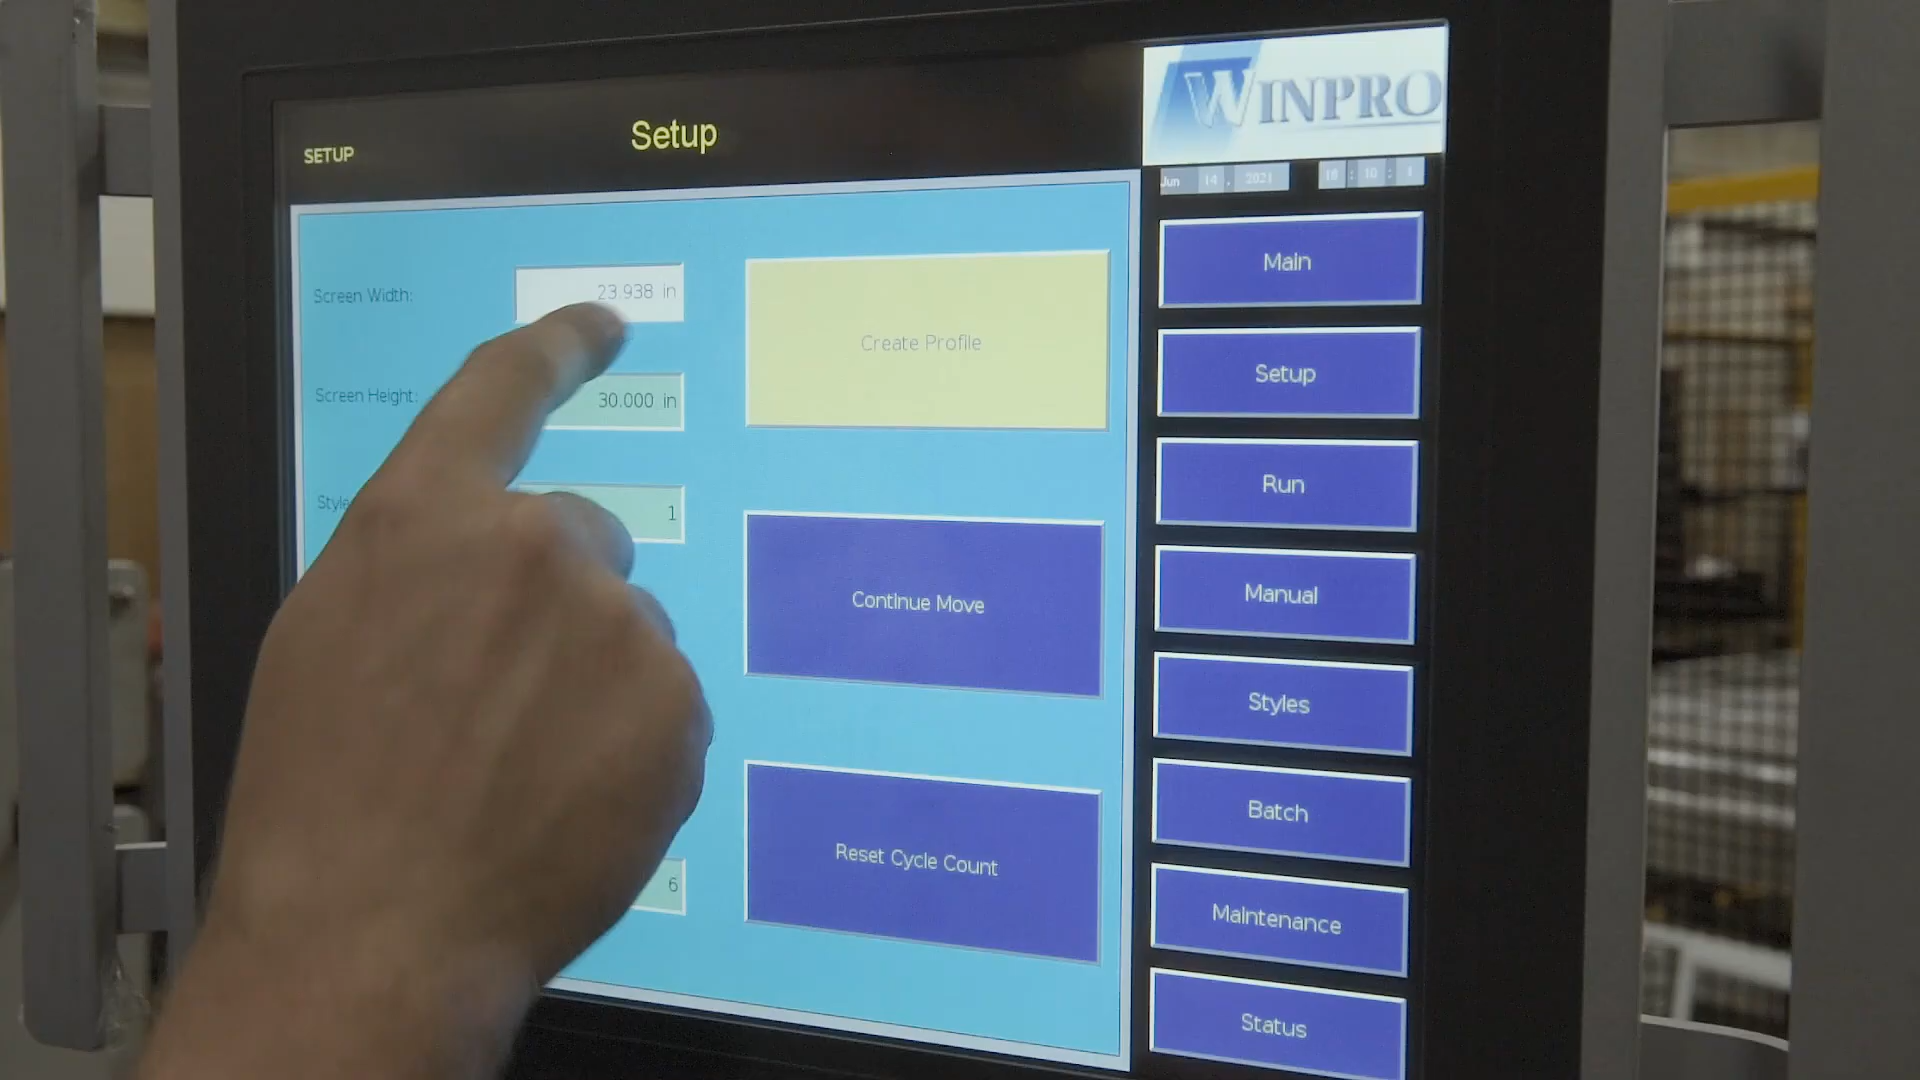 SETUP
Setup
WINPRO
Jun 14, 2021
Screen Width: 23.938 in
Screen Height: 30.000 in
Style
1
6
Create Profile
Continue Move
Reset Cycle Count
Main
Setup
Run
Manual
Styles
Batch
Maintenance
Status